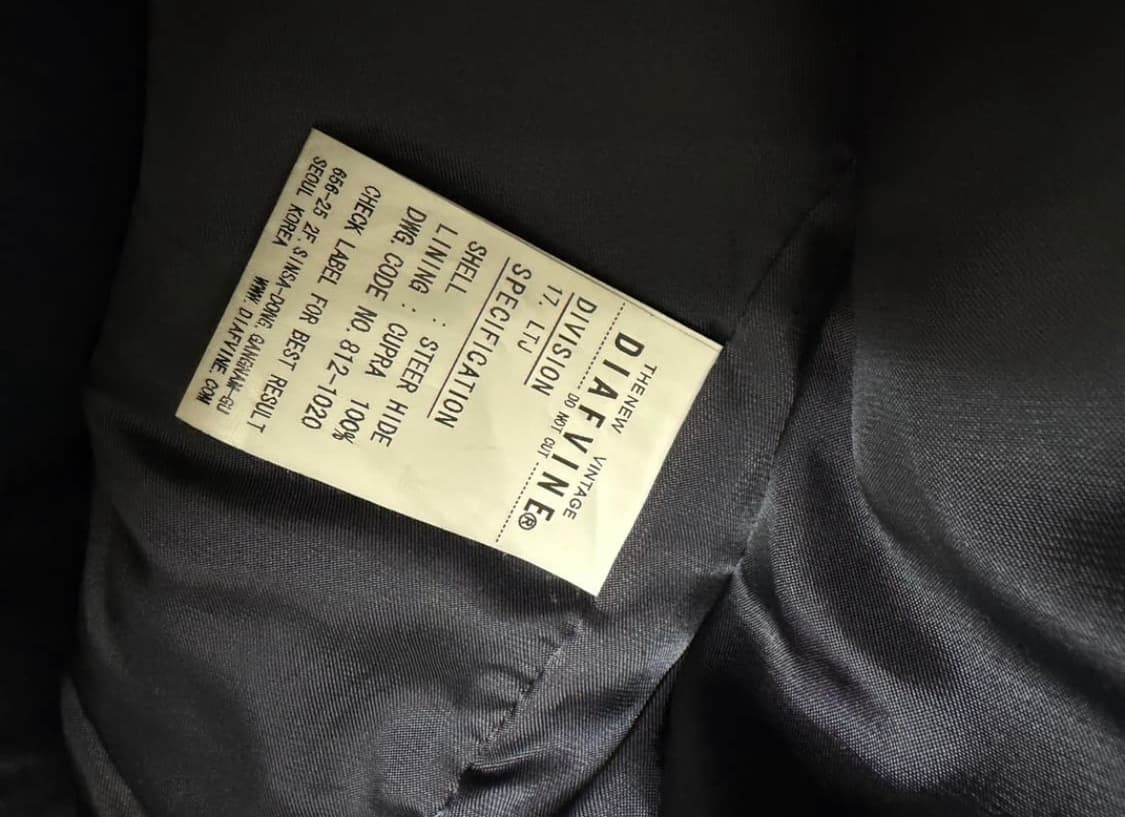 THE NEW VINTAGE
DIAFVINE®
DO NOT CUT
DIVISION
17. LTJ
SPECIFICATION
SHELL : STEER HIDE
LINING : CUPRA 100%
DWG. CODE NO. 812-1020
CHECK LABEL FOR BEST RESULT
656-25 2F. SINSA-DONG, GANGNAM-GU
SEOUL KOREA WWW.DIAFVINE.COM